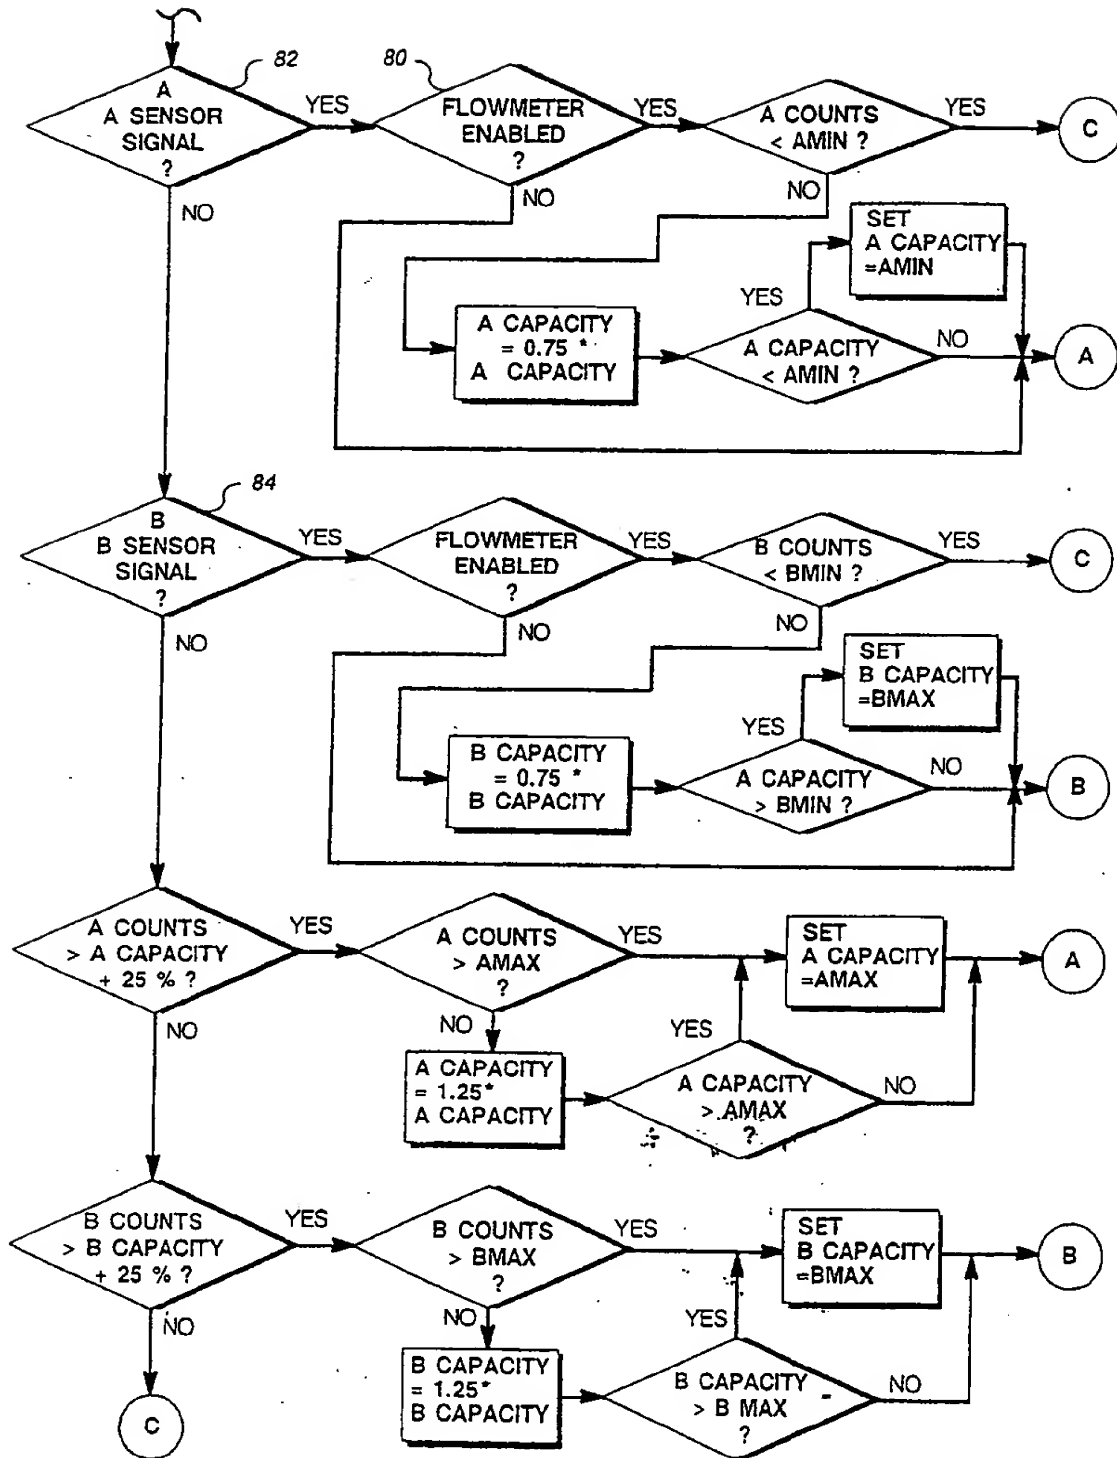 82
80
A
A SENSOR
SIGNAL
?
YES
FLOWMETER
ENABLED
?
YES
A COUNTS
< AMIN ?
YES
C
NO
NO
NO
SET
A CAPACITY
=AMIN
YES
A CAPACITY
= 0.75 *
A CAPACITY
A CAPACITY
< AMIN ?
NO
A
84
B
B SENSOR
SIGNAL
?
YES
FLOWMETER
ENABLED
?
YES
B COUNTS
< BMIN ?
YES
C
NO
NO
NO
SET
B CAPACITY
=BMAX
YES
B CAPACITY
= 0.75 *
B CAPACITY
A CAPACITY
> BMIN ?
NO
B
A COUNTS
> A CAPACITY
+ 25 % ?
YES
A COUNTS
> AMAX
?
YES
SET
A CAPACITY
=AMAX
A
NO
NO
YES
A CAPACITY
= 1.25*
A CAPACITY
A CAPACITY
> AMAX
?
NO
B COUNTS
> B CAPACITY
+ 25 % ?
YES
B COUNTS
> BMAX
?
YES
SET
B CAPACITY
=BMAX
B
NO
NO
YES
B CAPACITY
= 1.25*
B CAPACITY
B CAPACITY
> B MAX
?
NO
C